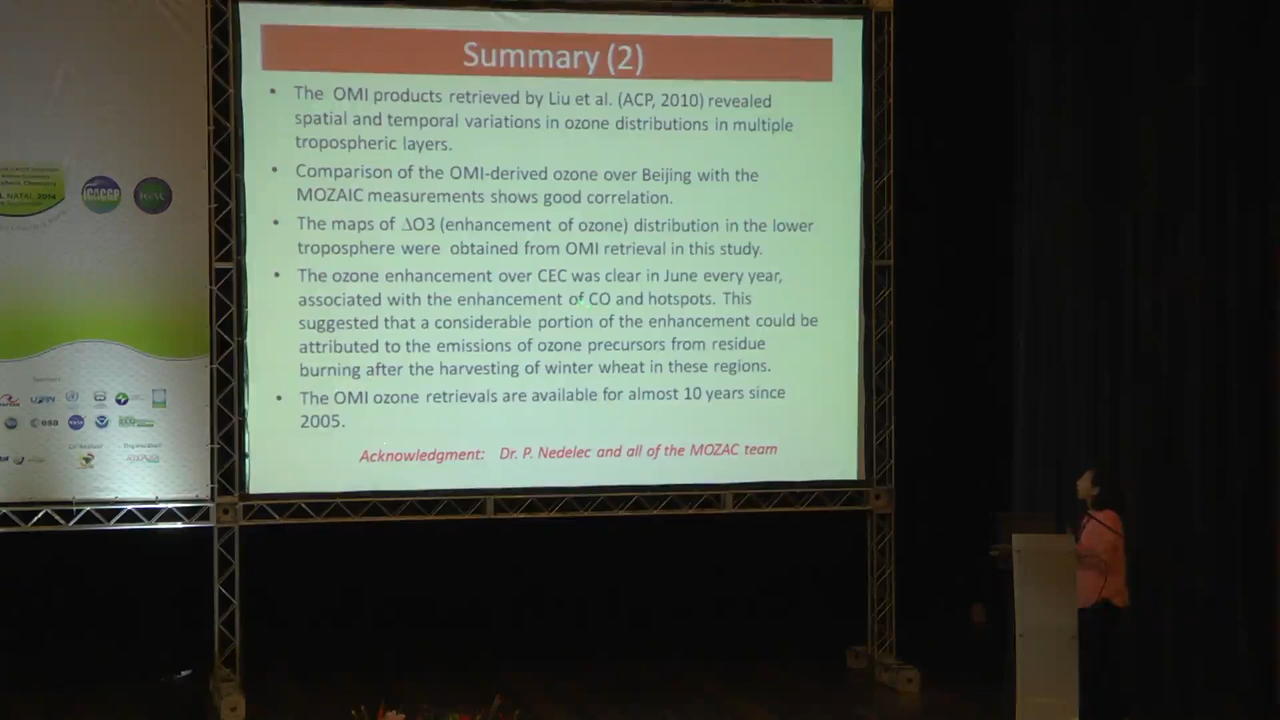 Summary (2)
• The OMI products retrieved by Liu et al. (ACP, 2010) revealed
spatial and temporal variations in ozone distributions in multiple
tropospheric layers.
• Comparison of the OMI-derived ozone over Beijing with the
MOZAIC measurements shows good correlation.
• The maps of ΔO3 (enhancement of ozone) distribution in the lower
troposphere were obtained from OMI retrieval in this study.
• The ozone enhancement over CEC was clear in June every year,
associated with the enhancement of CO and hotspots. This
suggested that a considerable portion of the enhancement could be
attributed to the emissions of ozone precursors from residue
burning after the harvesting of winter wheat in these regions.
• The OMI ozone retrievals are available for almost 10 years since
2005.
Acknowledgment: Dr. P. Nedelec and all of the MOZAC team
NATAL 2014
iCACGP
esa